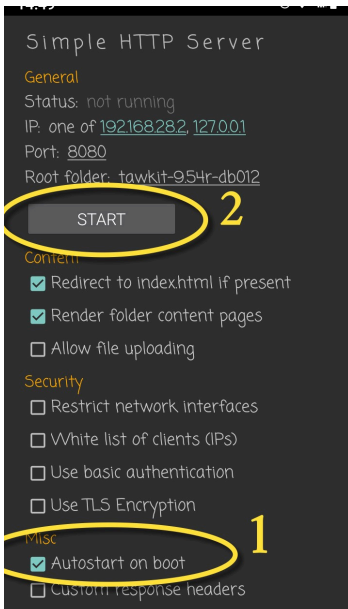 14:49
Simple HTTP Server
General
Status: not running
IP: one of 192.168.28.2, 127.0.0.1
Port: 8080
Root folder: tawkit-9.54r-db012
START
2
Content
Redirect to index.html if present
Render folder content pages
Allow file uploading
Security
Restrict network interfaces
White list of clients (IPs)
Use basic authentication
Use TLS Encryption
Misc
1
Autostart on boot
Custom response headers